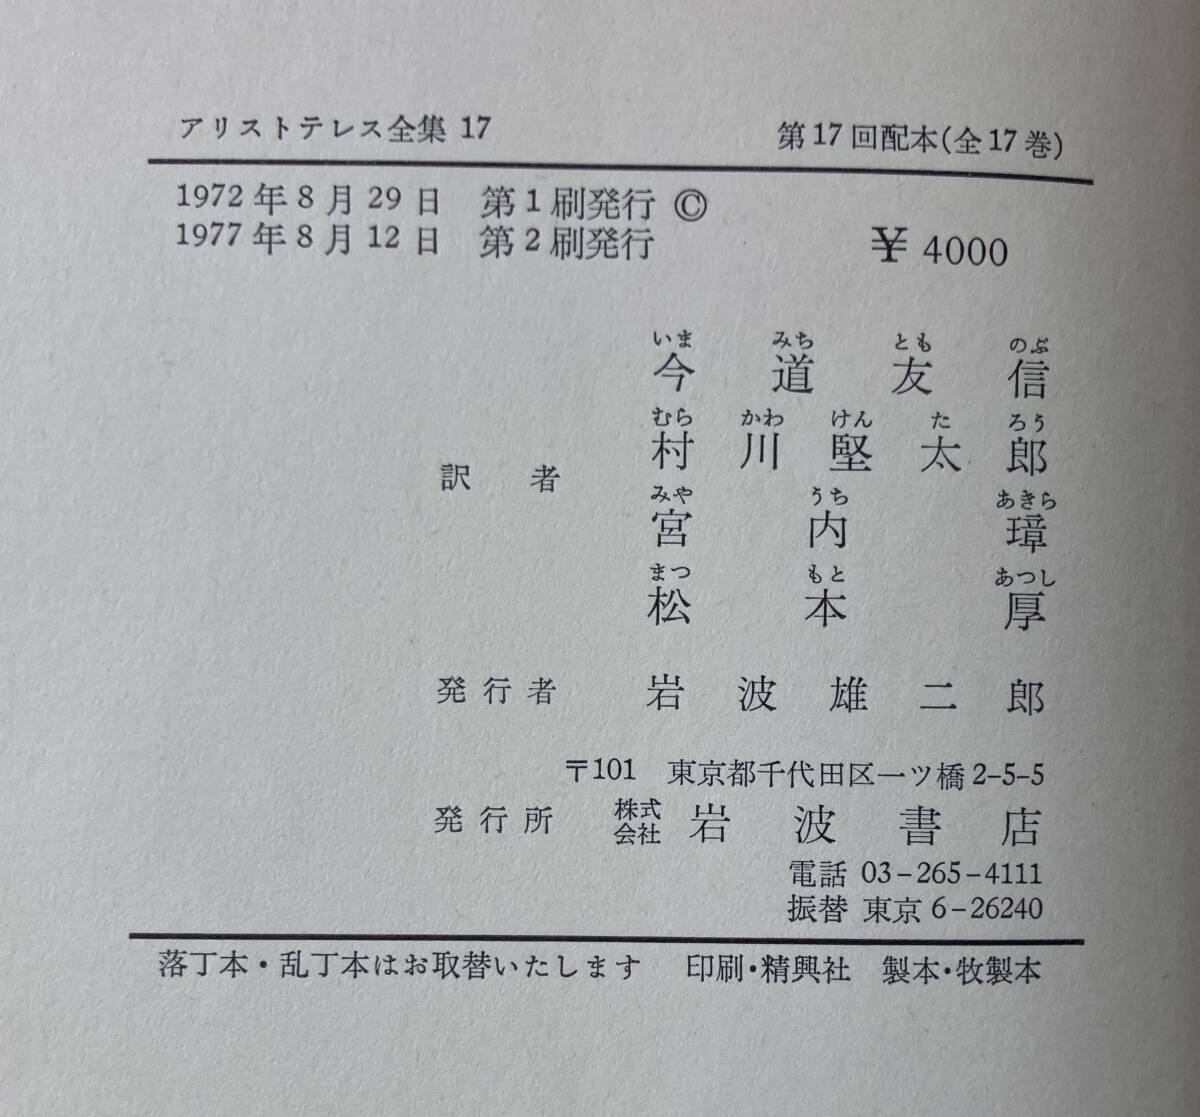 アリストテレス全集 17
第17回配本(全17巻)
1972年8月29日 第1刷発行 ©
1977年8月12日 第2刷発行
¥ 4000
訳者
いま みち とも のぶ
今道友信
むら かわ けん た ろう
村川堅太郎
みや うち あきら
宮内璋
まつ もと あつし
松本厚
発行者 岩波雄二郎
〒101 東京都千代田区一ツ橋2-5-5
発行所 株式会社 岩波書店
電話 03-265-4111
振替 東京6-26240
落丁本・乱丁本はお取替いたします 印刷・精興社 製本・牧製本